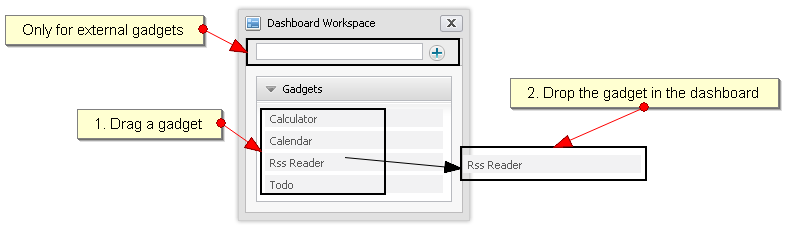 Dashboard Workspace
Only for external gadgets
Gadgets
2. Drop the gadget in the dashboard
1. Drag a gadget
Calculator
Calendar
Rss Reader
Rss Reader
Todo